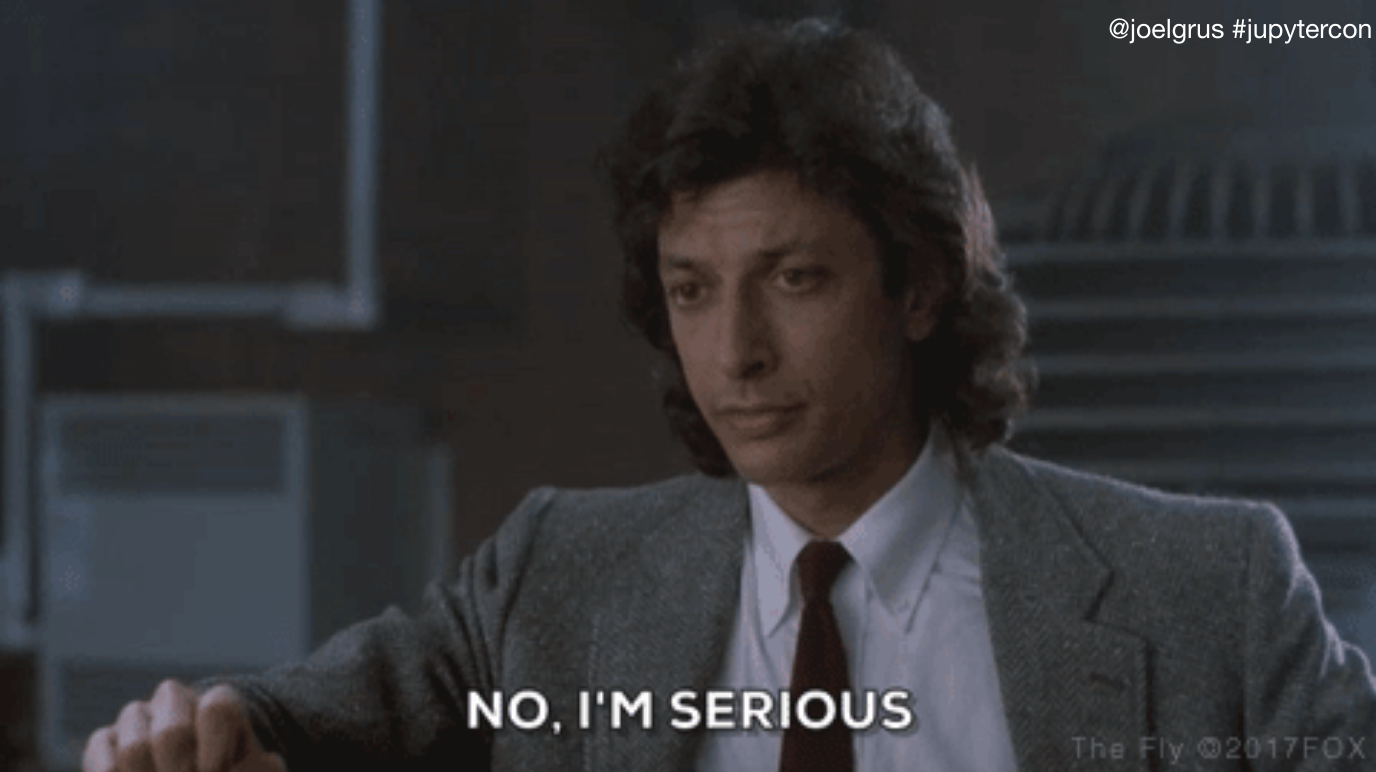 @joelgrus #jupytercon
NO, I'M SERIOUS
The Fly ©2017FOX